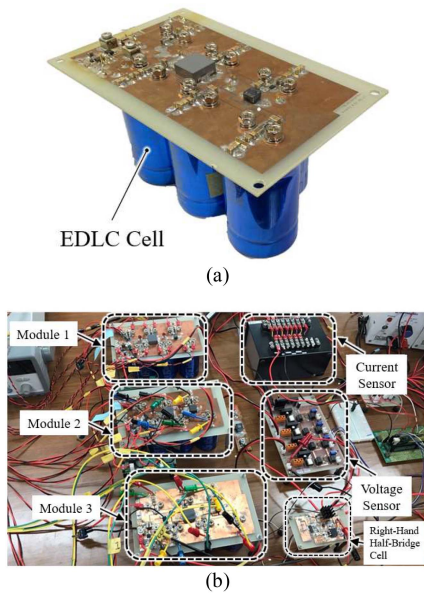 EDLC Cell
(a)
Module 1
Current
Sensor
Module 2
Module 3
Voltage
Sensor
Right-Hand
Half-Bridge
Cell
(b)